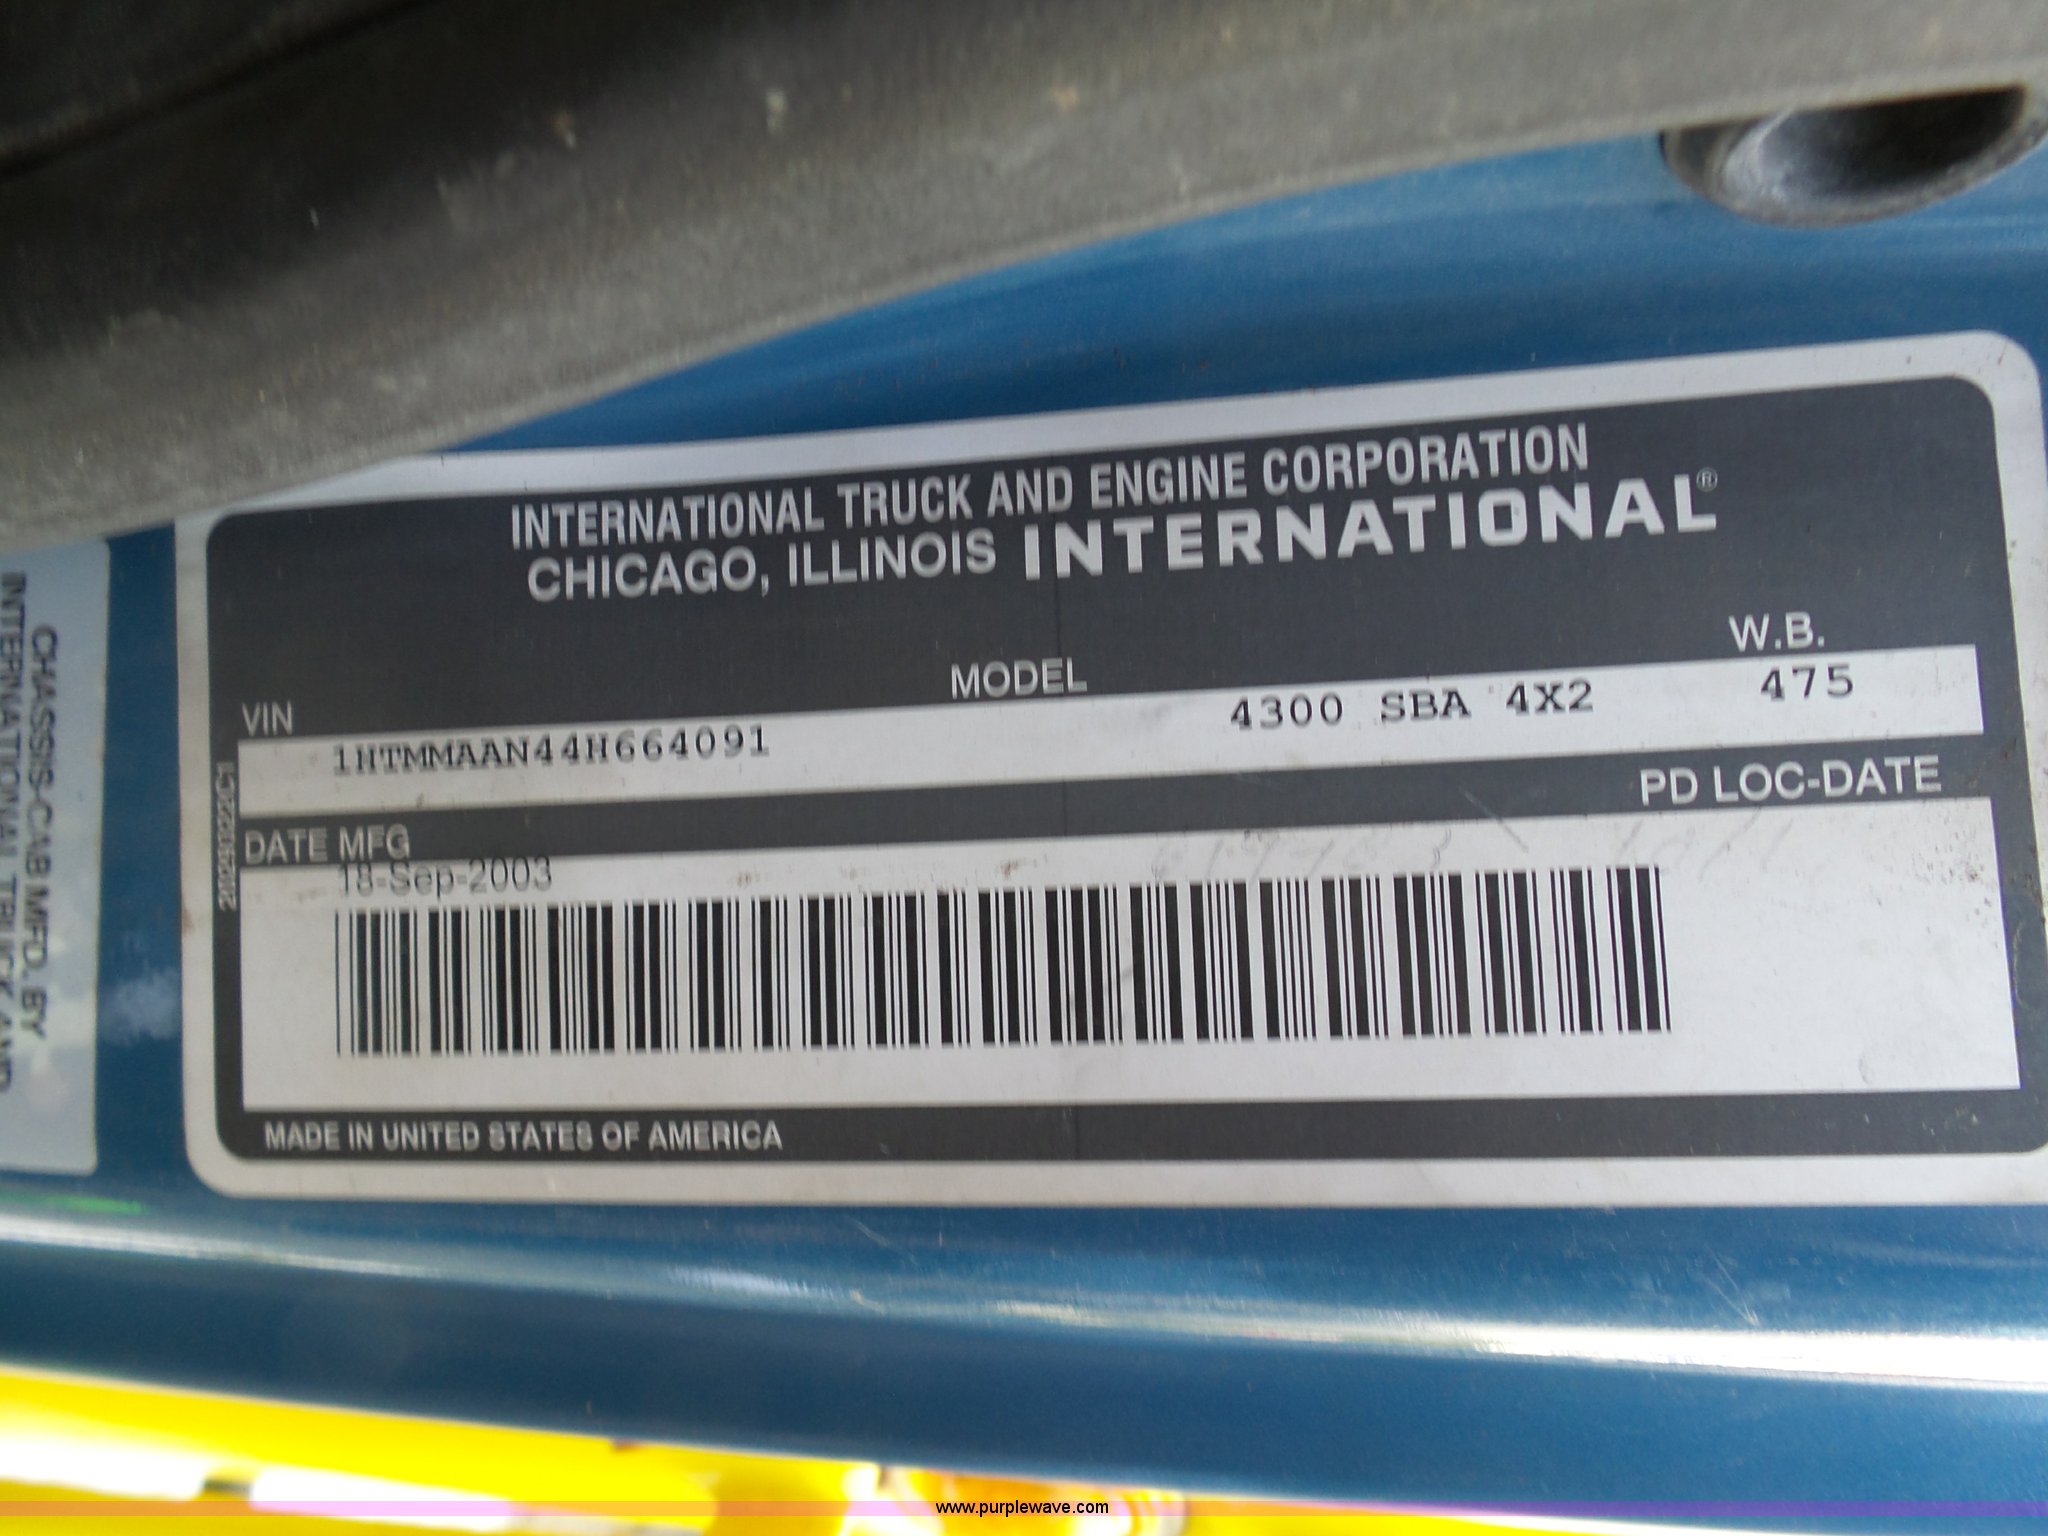 INTERNATIONAL TRUCK AND ENGINE CORPORATION
CHICAGO, ILLINOIS INTERNATIONAL®
VIN MODEL W.B.
1HTMMAAN44H664091 4300 SBA 4X2 475
DATE MFG PD LOC-DATE
18-Sep-2003
MADE IN UNITED STATES OF AMERICA
CHASSIS-CAB MFD. BY
INTERNATIONAL TRUCK AND
www.purplewave.com